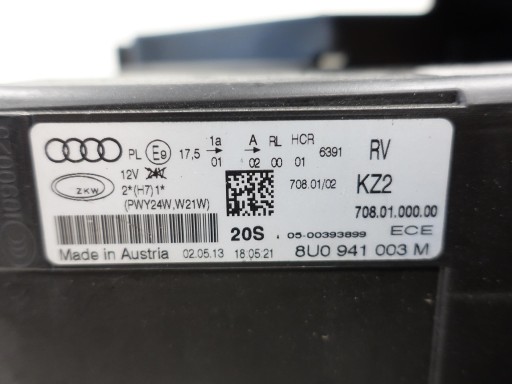 PL E9 17,5 1a 01 A 02 RL 00 HCR 01 6391 RV
12V 24V
ZKW 2*(H7)1* 708.01/02 KZ2
(PWY24W,W21W) 708.01.000.00
20S 05-00393899 ECE
Made in Austria 02.05.13 18:05:21 8U0 941 003 M